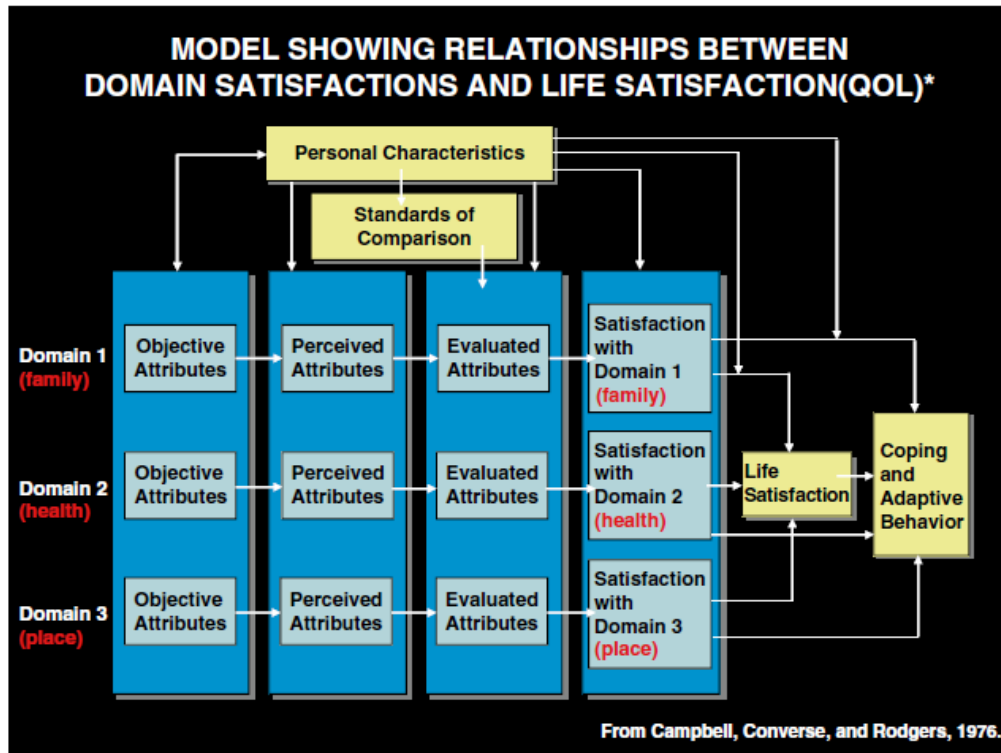 MODEL SHOWING RELATIONSHIPS BETWEEN
DOMAIN SATISFACTIONS AND LIFE SATISFACTION(QOL)*
Personal Characteristics
Standards of
Comparison
Domain 1
(family)
Objective
Attributes
Perceived
Attributes
Evaluated
Attributes
Satisfaction
with
Domain 1
(family)
Domain 2
(health)
Objective
Attributes
Perceived
Attributes
Evaluated
Attributes
Satisfaction
with
Domain 2
(health)
Life
Satisfaction
Coping
and
Adaptive
Behavior
Domain 3
(place)
Objective
Attributes
Perceived
Attributes
Evaluated
Attributes
Satisfaction
with
Domain 3
(place)
From Campbell, Converse, and Rodgers, 1976.